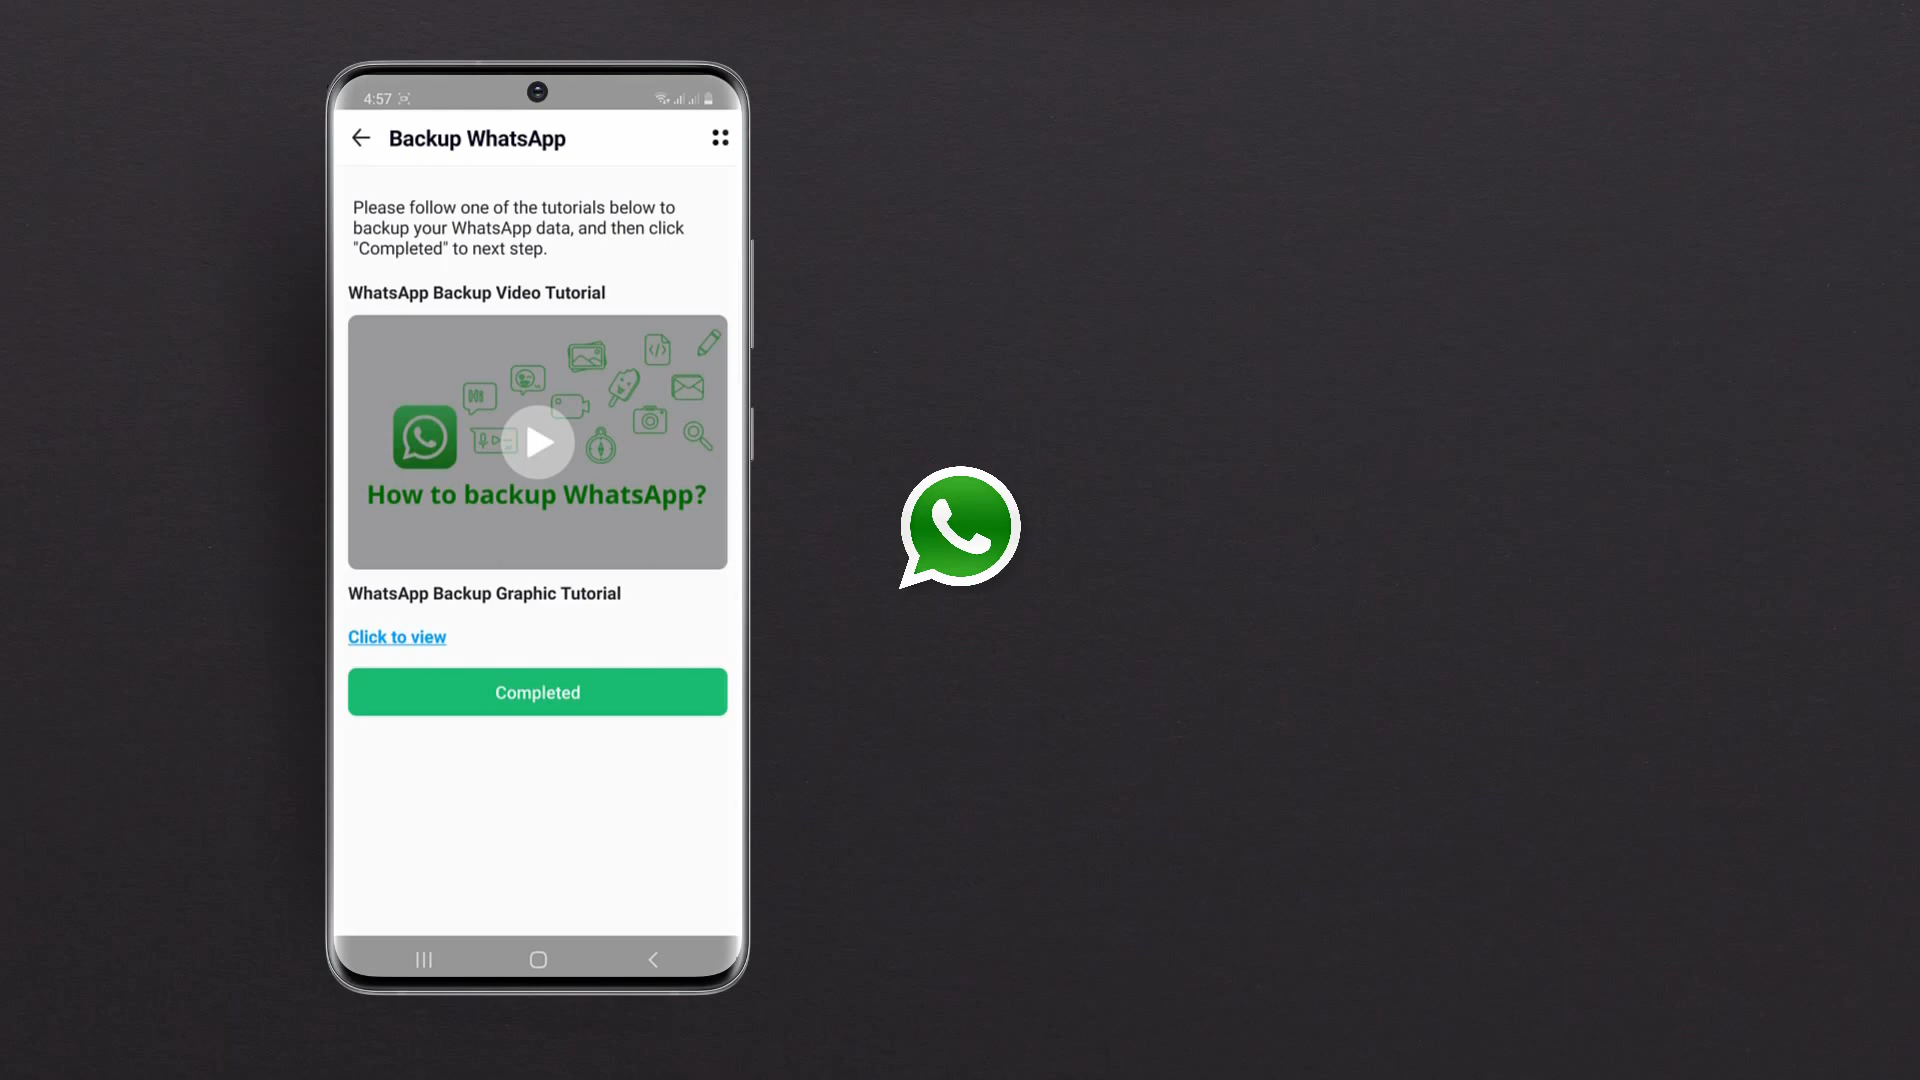 4:57
Backup WhatsApp
Please follow one of the tutorials below to
backup your WhatsApp data, and then click
"Completed" to next step.
WhatsApp Backup Video Tutorial
Hi
How to backup WhatsApp?
WhatsApp Backup Graphic Tutorial
Click to view
Completed